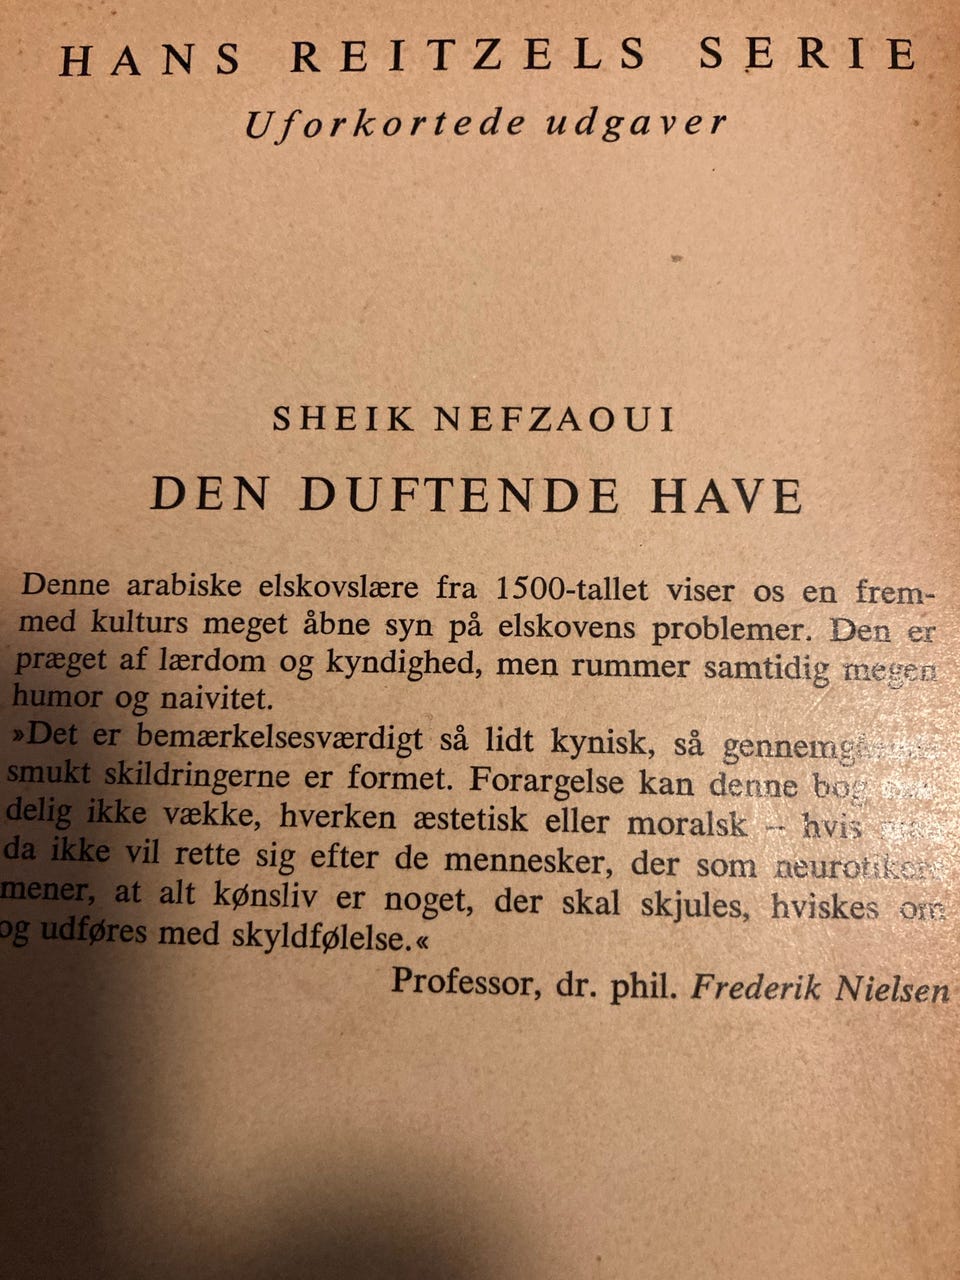 HANS REITZELS SERIE
Uforkortede udgaver
SHEIK NEFZAOUI
DEN DUFTENDE HAVE
Denne arabiske elskovslære fra 1500-tallet viser os en frem-
med kulturs meget åbne syn på elskovens problemer. Den er
præget af lærdom og kyndighed, men rummer samtidig megen
humor og naivitet.
»Det er bemærkelsesværdigt så lidt kynisk, så
smukt skildringerne er formet. Forargelse kan denne bog
delig ikke vække, hverken æstetisk eller moralsk – hvis
da ikke vil rette sig efter de mennesker, der som neurotikere
mener, at alt kønsliv er noget, der skal skjules, hviskes om
og udføres med skyldfølelse.«
Professor, dr. phil. Frederik Nielsen